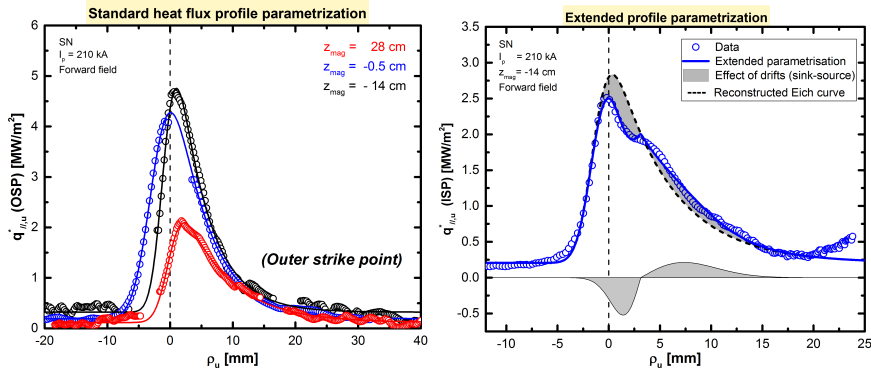 Standard heat flux profile parametrization
SN
I_p = 210 kA
Forward field
z_mag = 28 cm
z_mag = -0.5 cm
z_mag = - 14 cm
(Outer strike point)
q*_//,u (OSP) [MW/m²]
6
5
4
3
2
1
0
-20 -10 0 10 20 30 40
ρ_u [mm]
Extended profile parametrization
SN
I_p = 210 kA
z_mag = -14 cm
Forward field
Data
Extended parametrisation
Effect of drifts (sink-source)
Reconstructed Eich curve
q*_//,u (ISP) [MW/m²]
3.5
3.0
2.5
2.0
1.5
1.0
0.5
0.0
-0.5
-10 -5 0 5 10 15 20 25
ρ_u [mm]